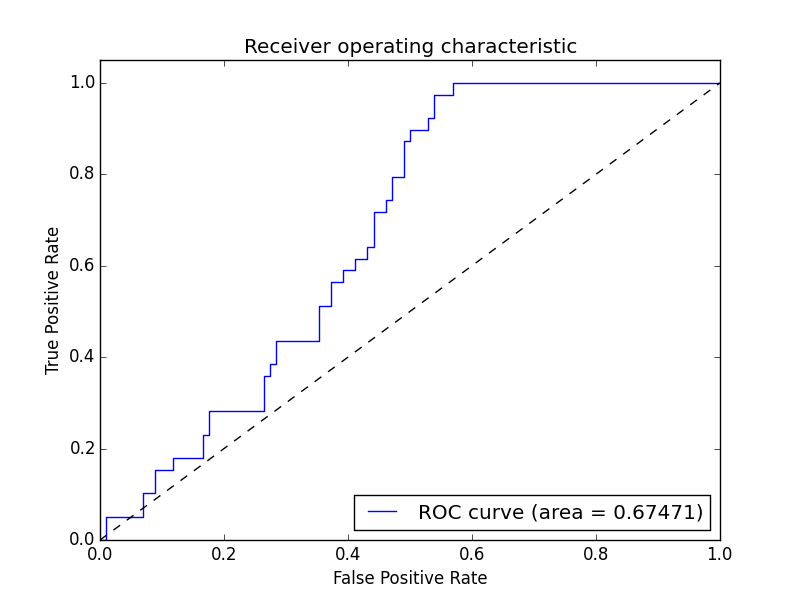 Receiver operating characteristic
1.0
0.8
0.6
0.4
0.2
0.0
True Positive Rate
ROC curve (area = 0.67471)
0.0 0.2 0.4 0.6 0.8 1.0
False Positive Rate